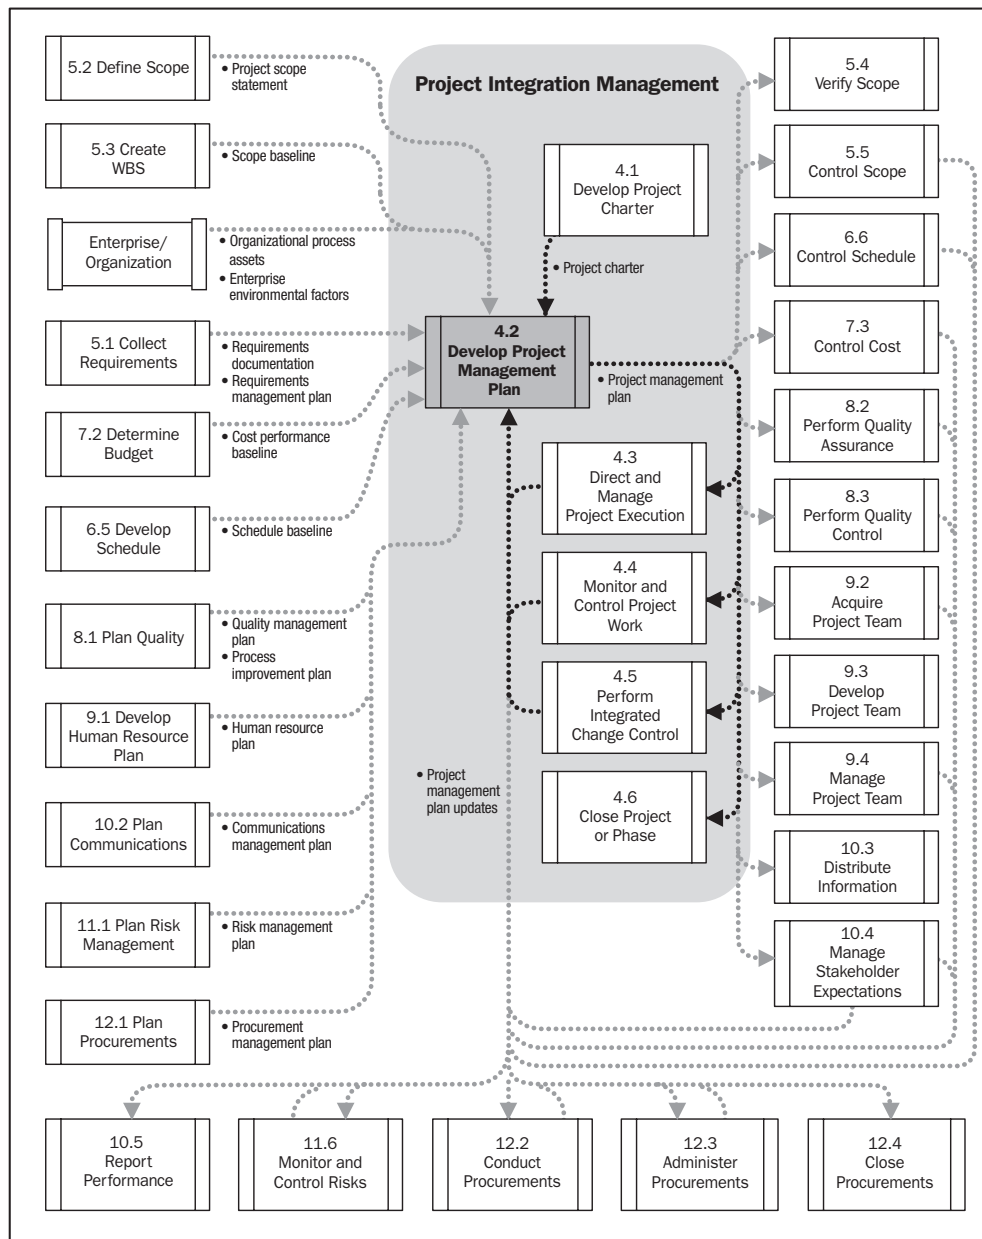 5.2 Define Scope
• Project scope
statement
5.3 Create
WBS
• Scope baseline
Enterprise/
Organization
• Organizational process
assets
• Enterprise
environmental factors
5.1 Collect
Requirements
• Requirements
documentation
• Requirements
management plan
7.2 Determine
Budget
• Cost performance
baseline
6.5 Develop
Schedule
• Schedule baseline
8.1 Plan Quality
• Quality management
plan
• Process
improvement plan
9.1 Develop
Human Resource
Plan
• Human resource
plan
10.2 Plan
Communications
• Communications
management plan
11.1 Plan Risk
Management
• Risk management
plan
12.1 Plan
Procurements
• Procurement
management plan
Project Integration Management
4.1
Develop Project
Charter
• Project charter
4.2
Develop Project
Management
Plan
• Project management
plan
4.3
Direct and
Manage
Project Execution
4.4
Monitor and
Control Project
Work
4.5
Perform
Integrated
Change Control
• Project
management
plan updates
4.6
Close Project
or Phase
5.4
Verify Scope
5.5
Control Scope
6.6
Control Schedule
7.3
Control Cost
8.2
Perform Quality
Assurance
8.3
Perform Quality
Control
9.2
Acquire
Project Team
9.3
Develop
Project Team
9.4
Manage
Project Team
10.3
Distribute
Information
10.4
Manage
Stakeholder
Expectations
10.5
Report
Performance
11.6
Monitor and
Control Risks
12.2
Conduct
Procurements
12.3
Administer
Procurements
12.4
Close
Procurements